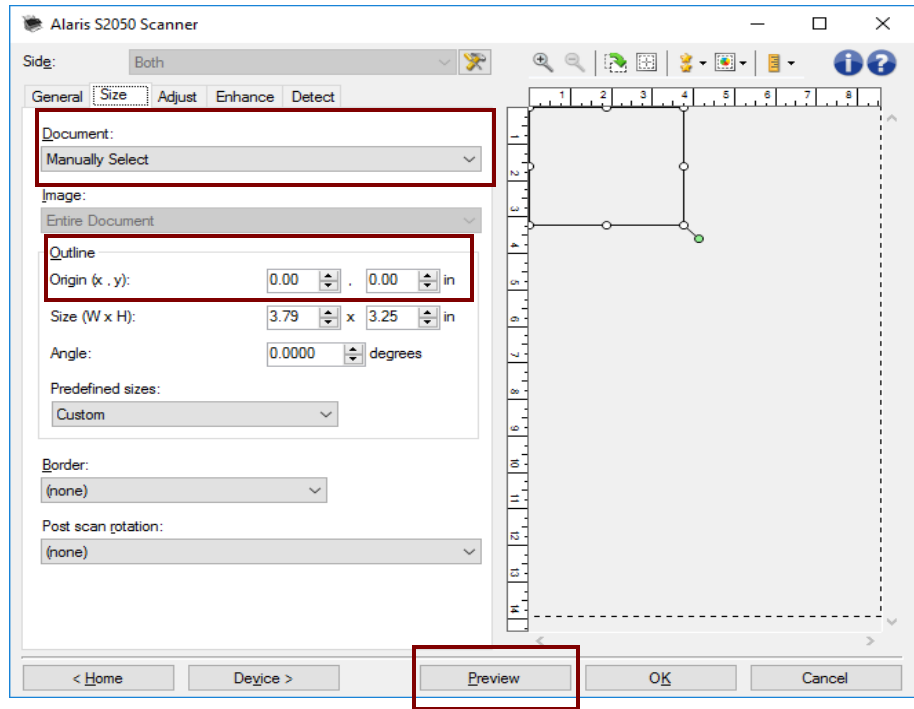 Alaris S2050 Scanner
Side: Both
General Size Adjust Enhance Detect
Document:
Manually Select
Image:
Entire Document
Outline
Origin (x , y): 0.00 , 0.00 in
Size (W x H): 3.79 x 3.25 in
Angle: 0.0000 degrees
Predefined sizes:
Custom
Border:
(none)
Post scan rotation:
(none)
1 2 3 4 5 6 7 8
1
2
3
4
5
6
7
8
9
10
11
12
13
14
< Home Device > Preview OK Cancel